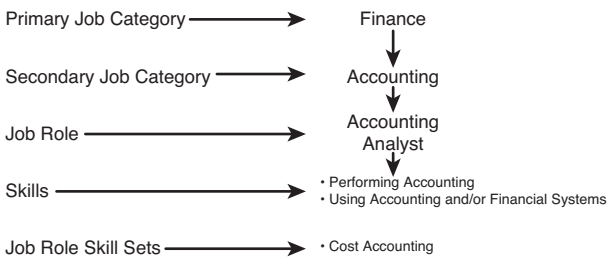 Primary Job Category Finance
Secondary Job Category Accounting
Job Role Accounting
Analyst
Skills • Performing Accounting
• Using Accounting and/or Financial Systems
Job Role Skill Sets • Cost Accounting